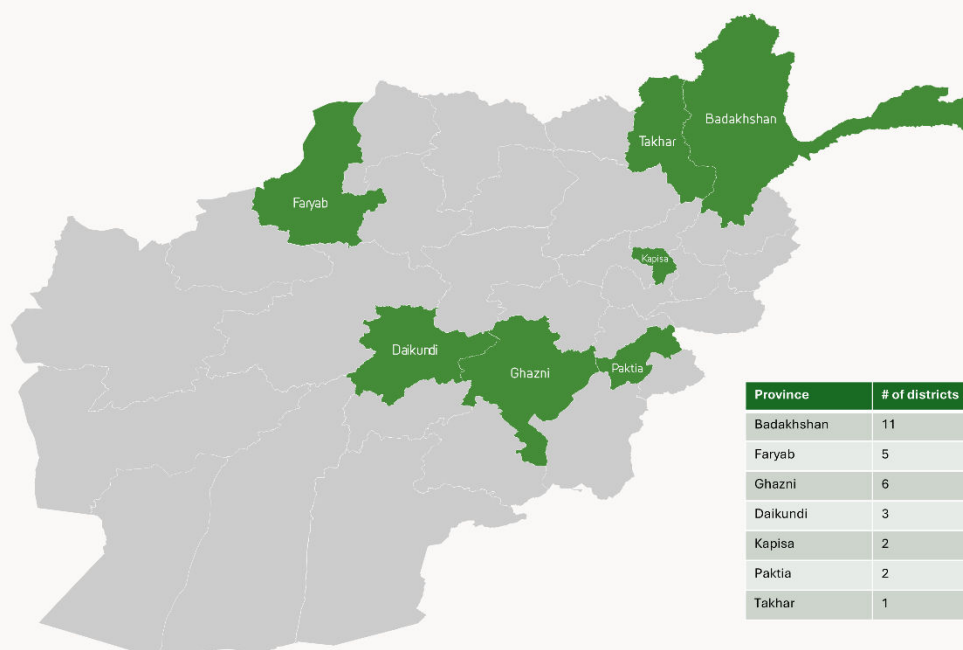 Badakhshan
Takhar
Faryab
Kapisa
Daikundi
Ghazni
Paktia
Province # of districts
Badakhshan 11
Faryab 5
Ghazni 6
Daikundi 3
Kapisa 2
Paktia 2
Takhar 1